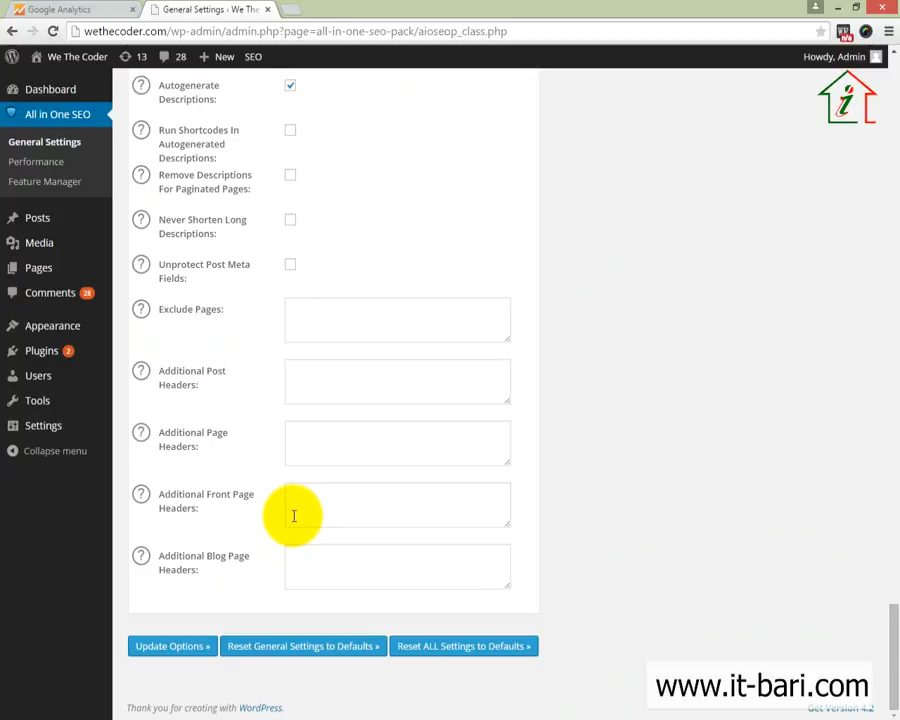 Google Analytics
General Settings ‹ We The
wethecoder.com/wp-admin/admin.php?page=all-in-one-seo-pack/aioseop_class.php
We The Coder 13 28 New SEO Howdy, Admin
Dashboard
All in One SEO
General Settings
Performance
Feature Manager
Posts
Media
Pages
Comments 28
Appearance
Plugins 2
Users
Tools
Settings
Collapse menu
Autogenerate
Descriptions:
Run Shortcodes In
Autogenerated
Descriptions:
Remove Descriptions
For Paginated Pages:
Never Shorten Long
Descriptions:
Unprotect Post Meta
Fields:
Exclude Pages:
Additional Post
Headers:
Additional Page
Headers:
Additional Front Page
Headers:
Additional Blog Page
Headers:
Update Options » Reset General Settings to Defaults » Reset ALL Settings to Defaults »
www.it-bari.com
Thank you for creating with WordPress. Get Version 4.2